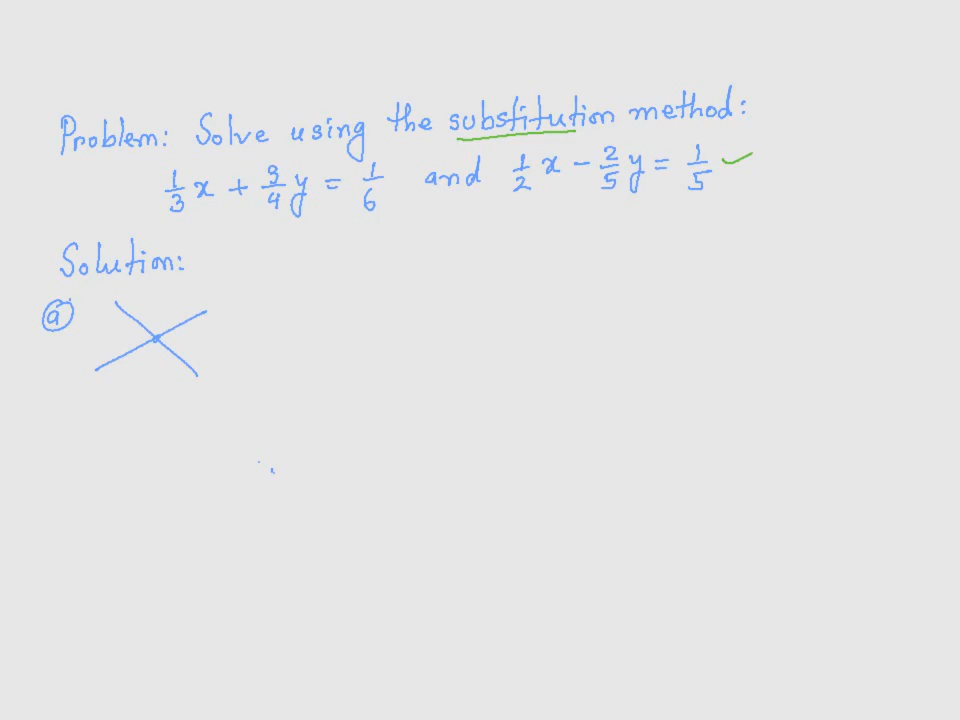 Problem: Solve using the substitution method:
1/3 x + 3/4 y = 1/6 and 1/2 x - 2/5 y = 1/5
Solution:
a